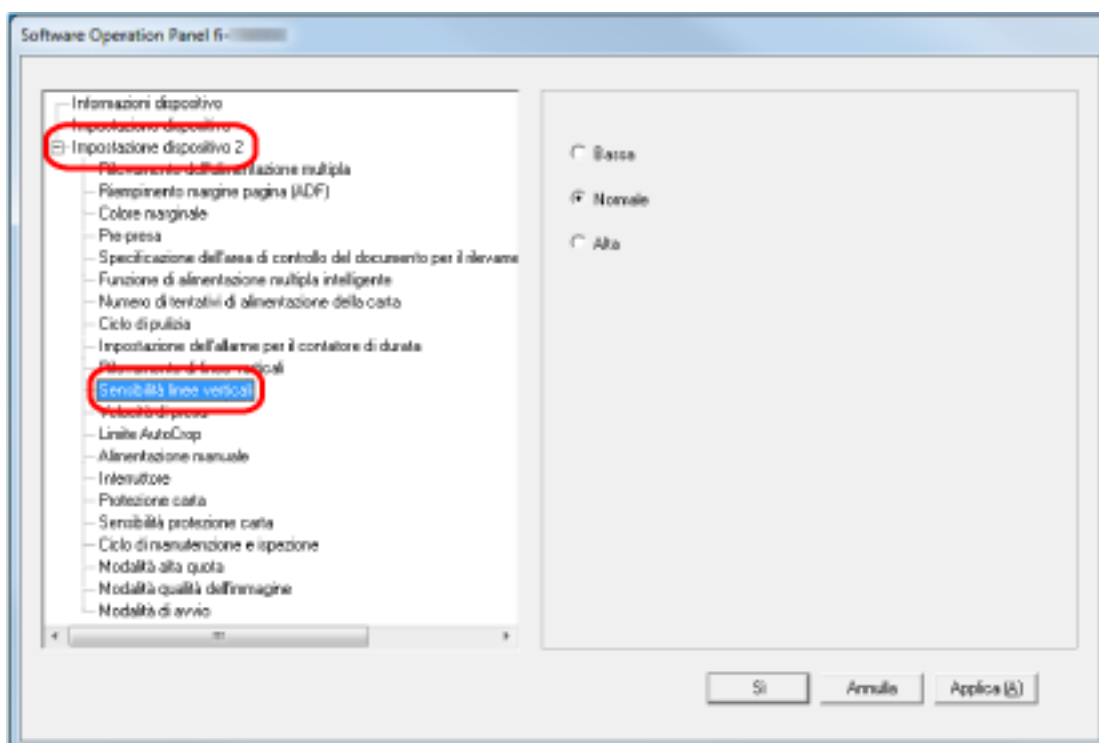 Software Operation Panel fi-
Informazioni dispositivo
Impostazione dispositivo
Impostazione dispositivo 2
Rilevamento dell'alimentazione multipla
Riempimento margine pagina (ADF)
Colore marginale
Pre-presa
Specificazione dell'area di controllo del documento per il rilevame
Funzione di alimentazione multipla intelligente
Numero di tentativi di alimentazione della carta
Ciclo di pulizia
Impostazione dell'allarme per il contatore di durata
Rilevamento di linee verticali
Sensibilità linee verticali
Velocità di presa
Limite AutoCrop
Alimentazione manuale
Interruttore
Protezione carta
Sensibilità protezione carta
Ciclo di manutenzione e ispezione
Modalità alta quota
Modalità qualità dell'immagine
Modalità di avvio
Bassa
Normale
Alta
Sì
Annulla
Applica (A)